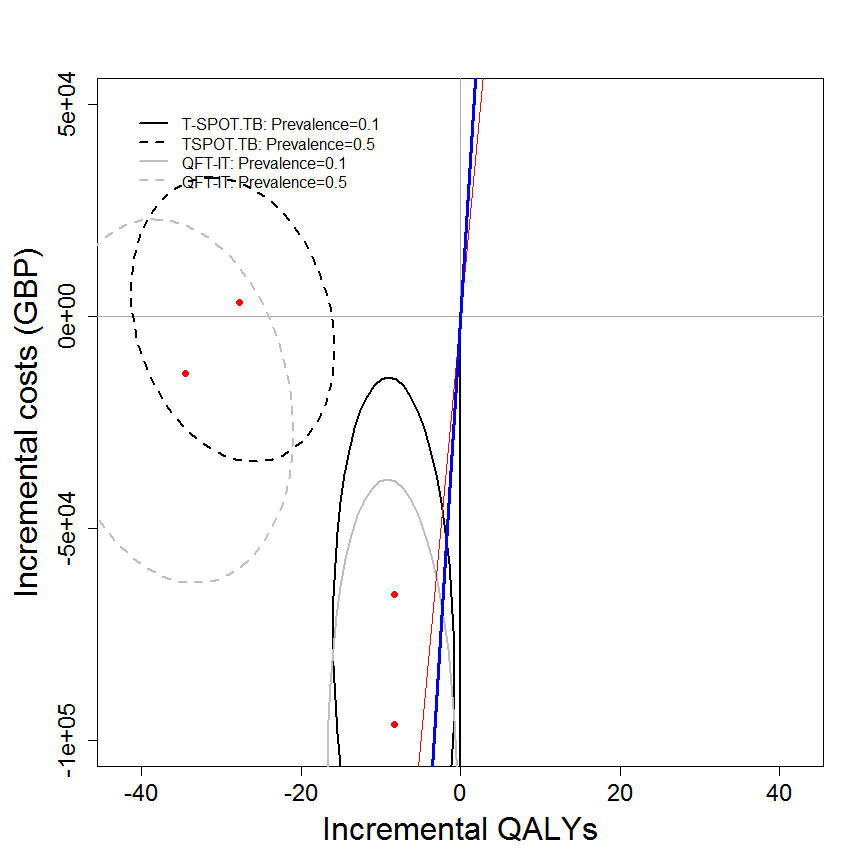 T-SPOT.TB: Prevalence=0.1
TSPOT.TB: Prevalence=0.5
QFT-IT: Prevalence=0.1
QFT-IT: Prevalence=0.5
5e+04
0e+00
-5e+04
-1e+05
Incremental costs (GBP)
-40 -20 0 20 40
Incremental QALYs